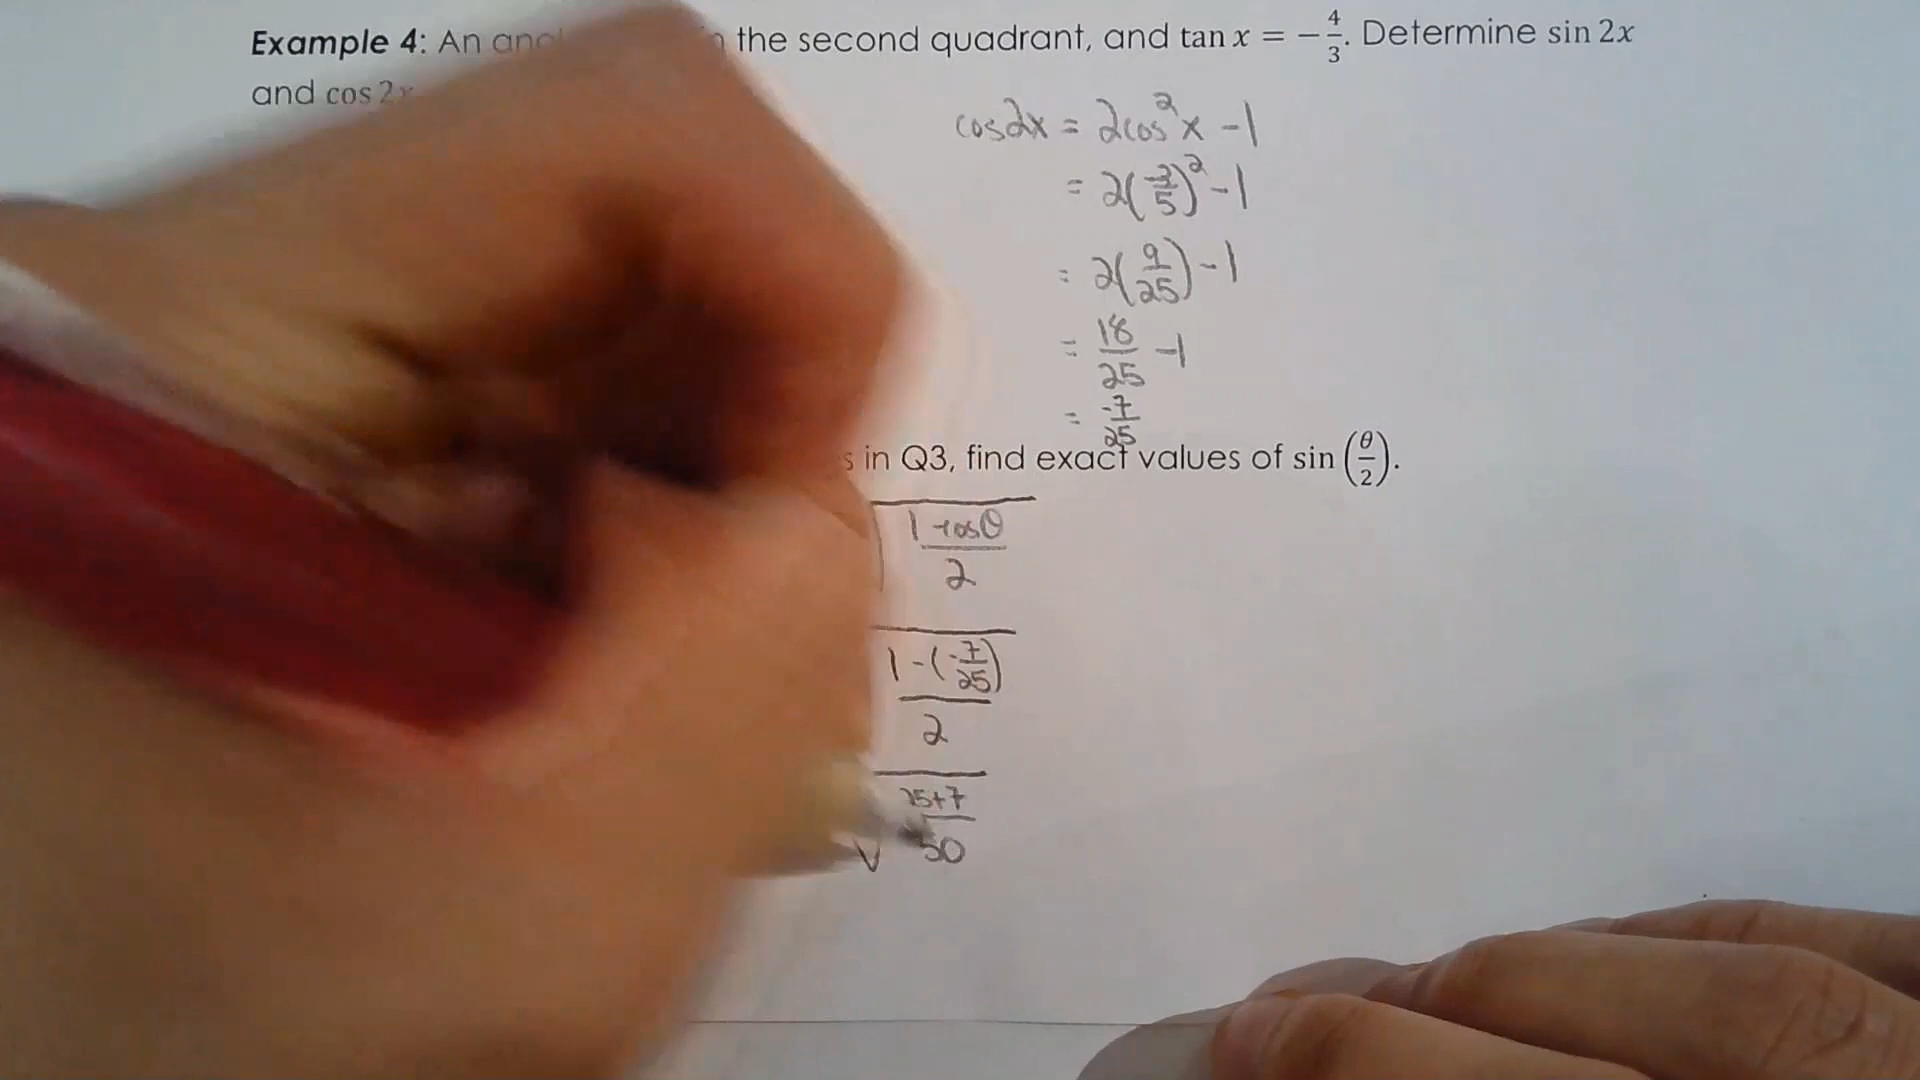 Example 4: An the second quadrant, and tan x = −4/3. Determine sin 2x
and cos 2x
cos2x = 2cos²x − 1
= 2(-3/5)² − 1
= 2(9/25) − 1
= 18/25 − 1
= -7/25
in Q3, find exact values of sin (θ/2).
√ 1 − cosθ / 2
1 − (-7/25) / 2
√ 25+7 / 50